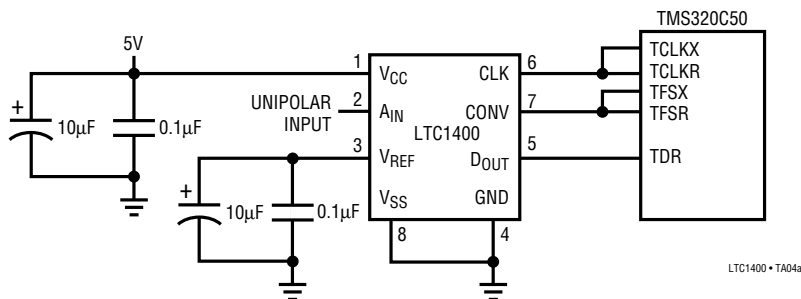 TMS320C50
5V
1
VCC
CLK
6
TCLKX
TCLKR
+
10µF
0.1µF
UNIPOLAR
INPUT
2
AIN
LTC1400
CONV
7
TFSX
TFSR
3
VREF
DOUT
5
TDR
+
10µF
0.1µF
VSS
GND
8
4
LTC1400 • TA04a